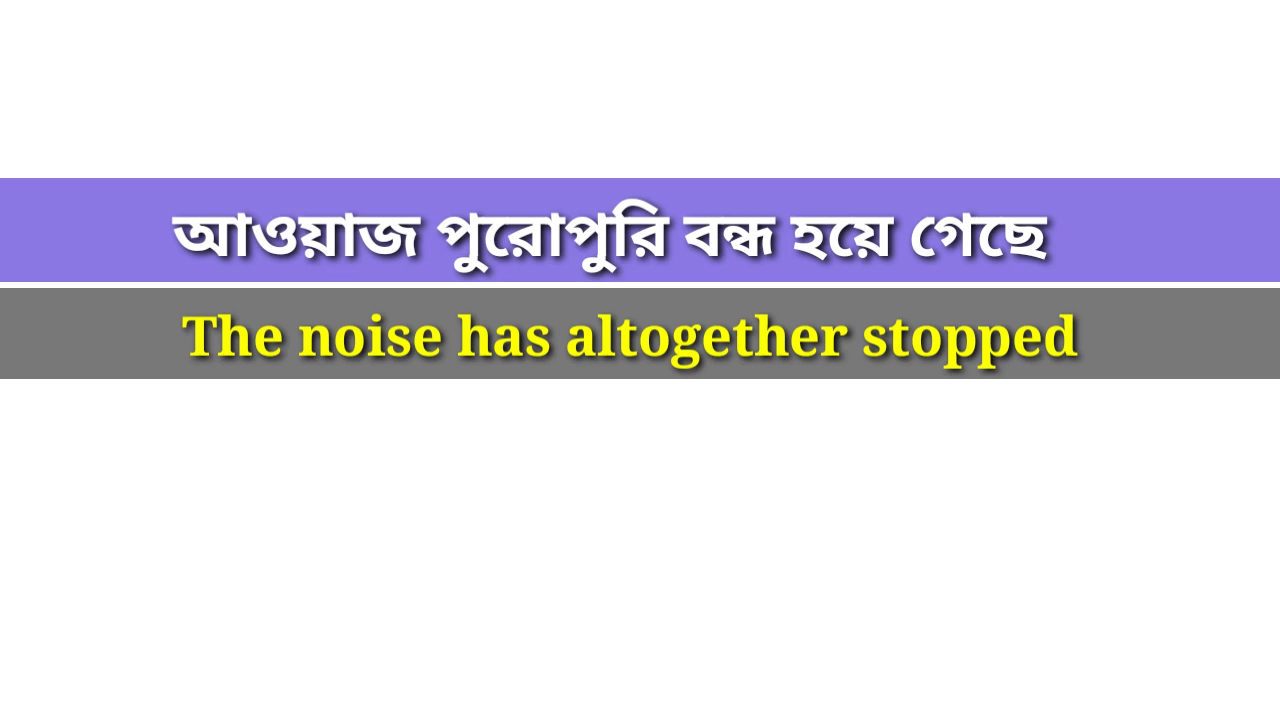 আওয়াজ পুরোপুরি বন্ধ হয়ে গেছে
The noise has altogether stopped